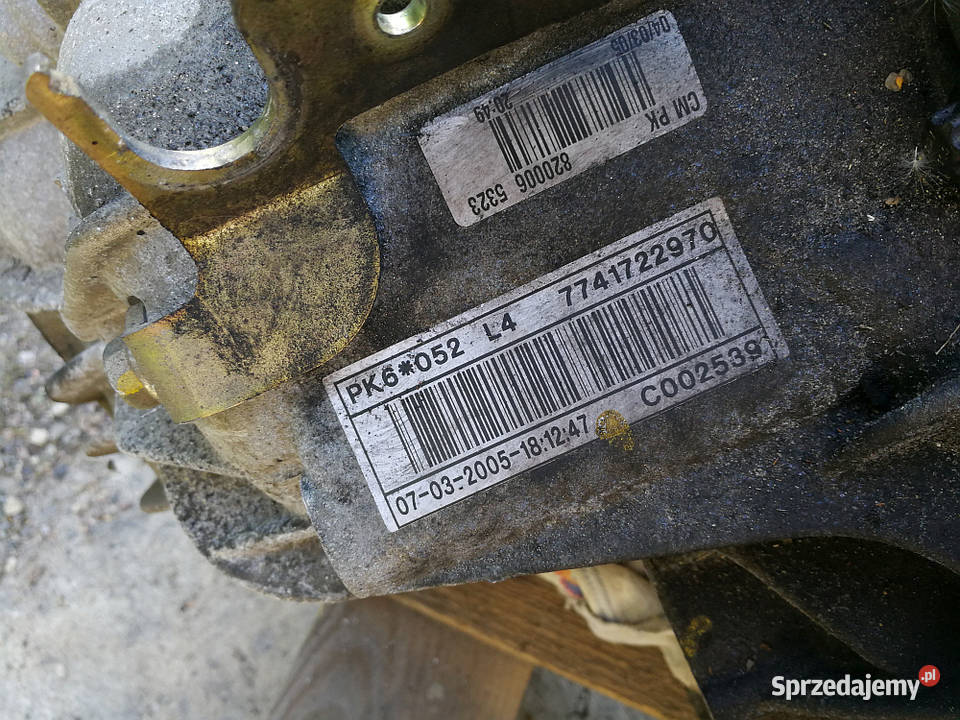 04/03/05
CM PK
20:49
820006 5323
PK6*052 L4 7741722970
07-03-2005-18:12:47 C002539
Sprzedajemy.pl